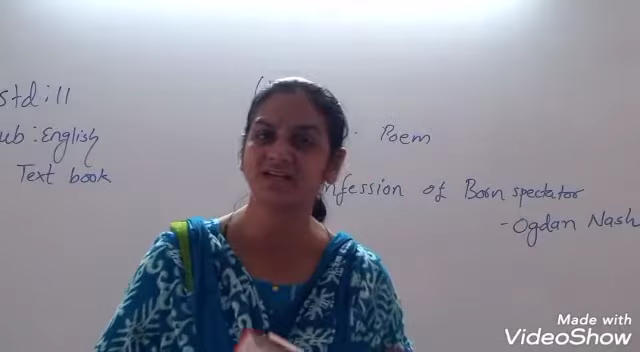 std : 11
ub : English
Text book
Poem
nfession of Born spectator
- Ogdan Nash
Made with
VideoShow